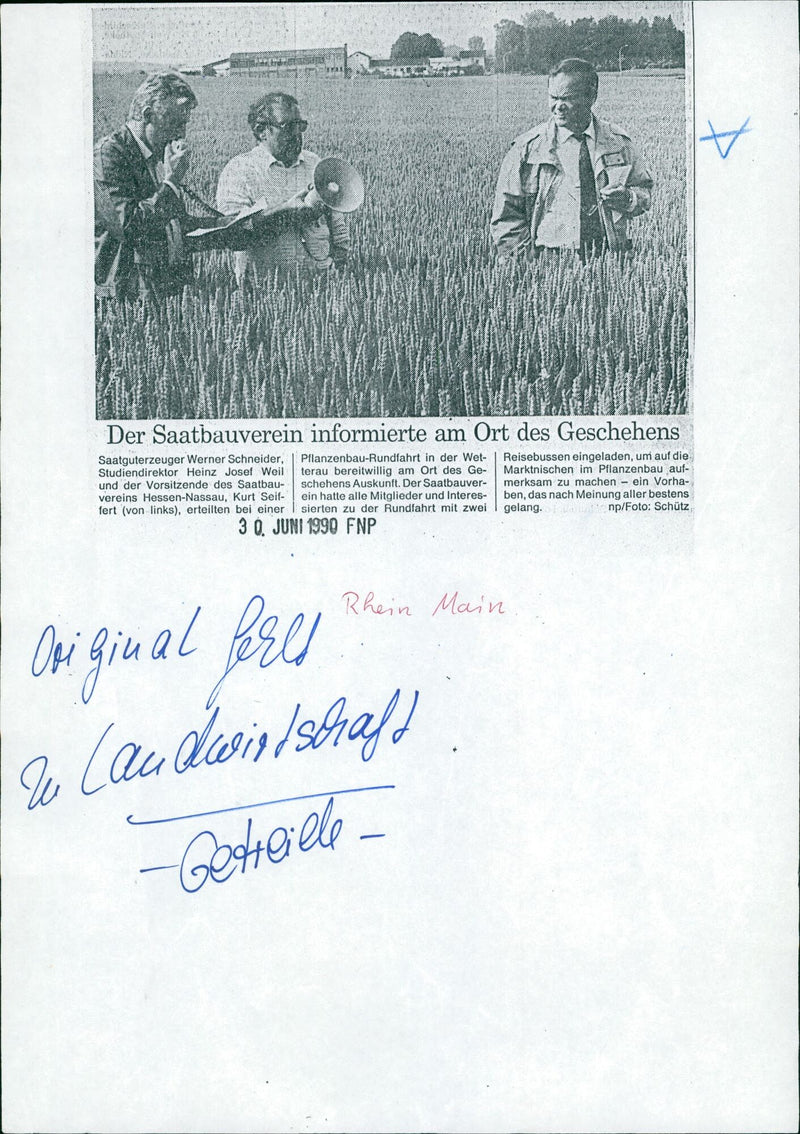 Der Saatbauverein informierte am Ort des Geschehens
Saatguterzeuger Werner Schneider,
Studiendirektor Heinz Josef Weil
und der Vorsitzende des Saatbau-
vereins Hessen-Nassau, Kurt Seif-
fert (von links), erteilten bei einer
Pflanzenbau-Rundfahrt in der Wet-
terau bereitwillig am Ort des Ge-
schehens Auskunft. Der Saatbauver-
ein hatte alle Mitglieder und Interes-
sierten zu der Rundfahrt mit zwei
Reisebussen eingeladen, um auf die
Marktnischen im Pflanzenbau auf-
merksam zu machen – ein Vorha-
ben, das nach Meinung aller bestens
gelang. np/Foto: Schütz
30. JUNI 1990 FNP
Rhein Main
Original fehlt
In Landwirtschaft
- Getreide -